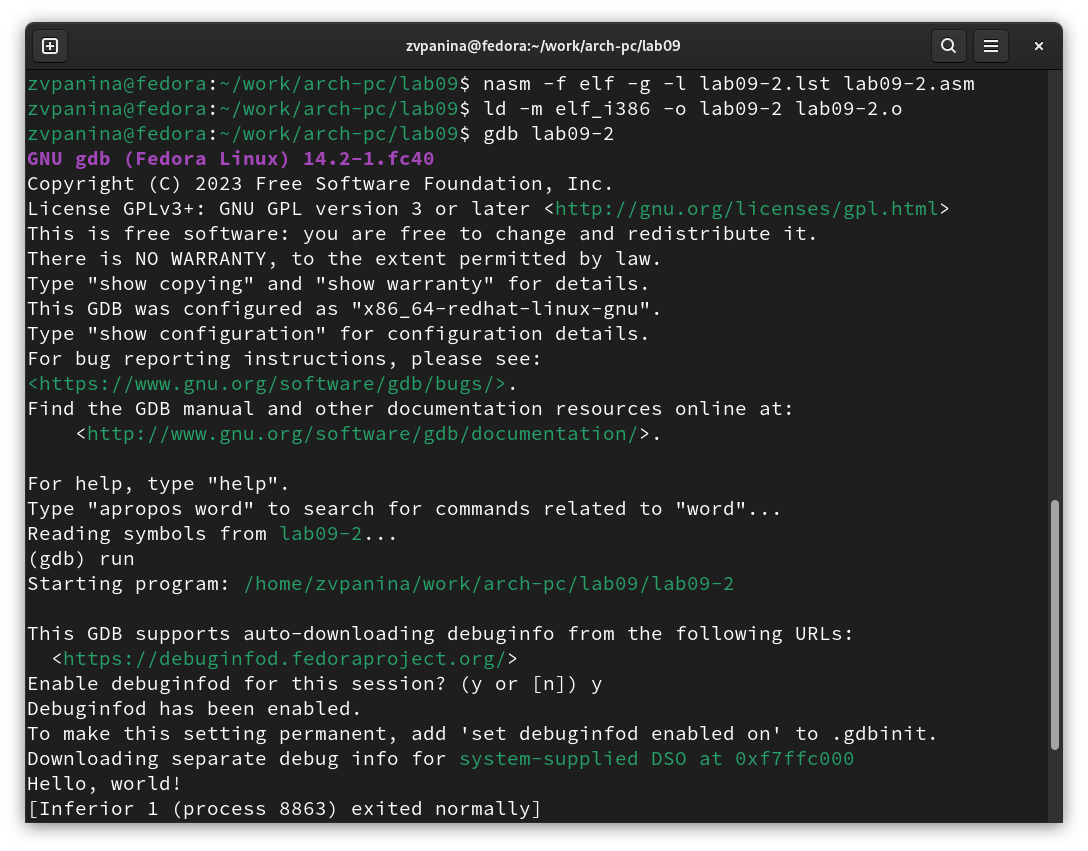 zvpanina@fedora:~/work/arch-pc/lab09
zvpanina@fedora:~/work/arch-pc/lab09$ nasm -f elf -g -l lab09-2.lst lab09-2.asm
zvpanina@fedora:~/work/arch-pc/lab09$ ld -m elf_i386 -o lab09-2 lab09-2.o
zvpanina@fedora:~/work/arch-pc/lab09$ gdb lab09-2
GNU gdb (Fedora Linux) 14.2-1.fc40
Copyright (C) 2023 Free Software Foundation, Inc.
License GPLv3+: GNU GPL version 3 or later <http://gnu.org/licenses/gpl.html>
This is free software: you are free to change and redistribute it.
There is NO WARRANTY, to the extent permitted by law.
Type "show copying" and "show warranty" for details.
This GDB was configured as "x86_64-redhat-linux-gnu".
Type "show configuration" for configuration details.
For bug reporting instructions, please see:
<https://www.gnu.org/software/gdb/bugs/>.
Find the GDB manual and other documentation resources online at:
    <http://www.gnu.org/software/gdb/documentation/>.

For help, type "help".
Type "apropos word" to search for commands related to "word"...
Reading symbols from lab09-2...
(gdb) run
Starting program: /home/zvpanina/work/arch-pc/lab09/lab09-2

This GDB supports auto-downloading debuginfo from the following URLs:
  <https://debuginfod.fedoraproject.org/>
Enable debuginfod for this session? (y or [n]) y
Debuginfod has been enabled.
To make this setting permanent, add 'set debuginfod enabled on' to .gdbinit.
Downloading separate debug info for system-supplied DSO at 0xf7ffc000
Hello, world!
[Inferior 1 (process 8863) exited normally]